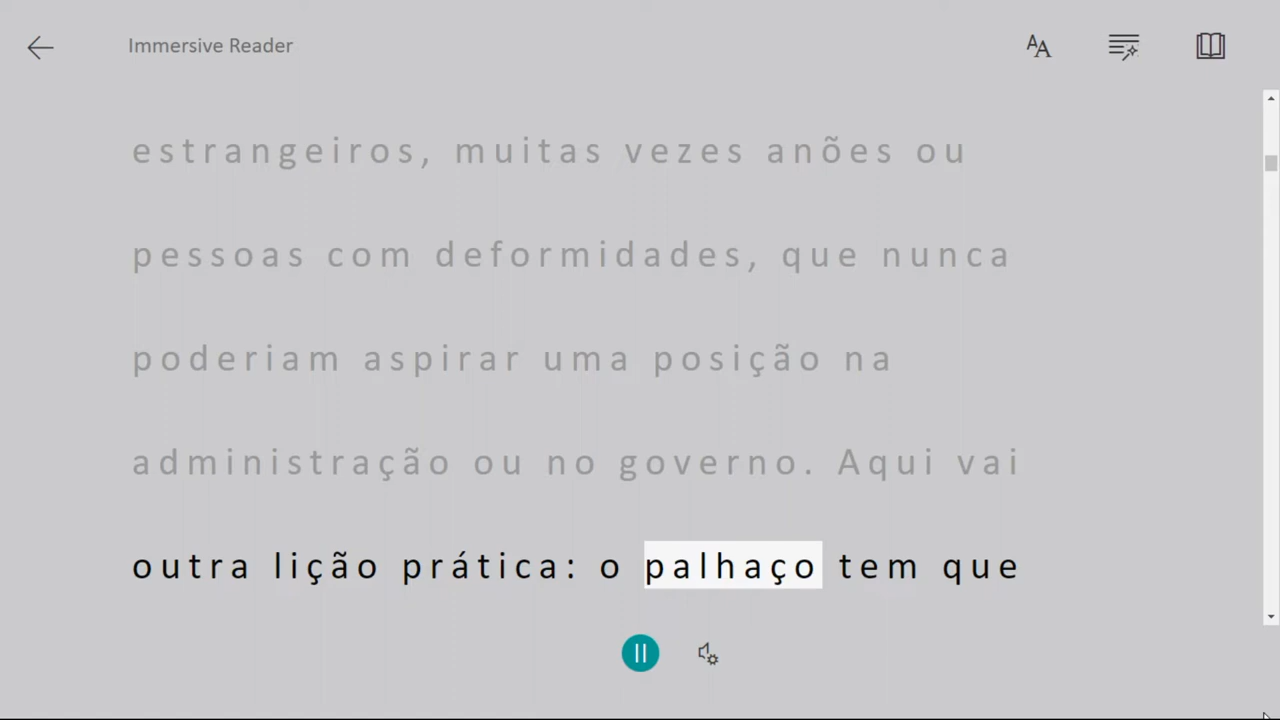 Immersive Reader
estrangeiros, muitas vezes anões ou
pessoas com deformidades, que nunca
poderiam aspirar uma posição na
administração ou no governo. Aqui vai
outra lição prática: o palhaço tem que